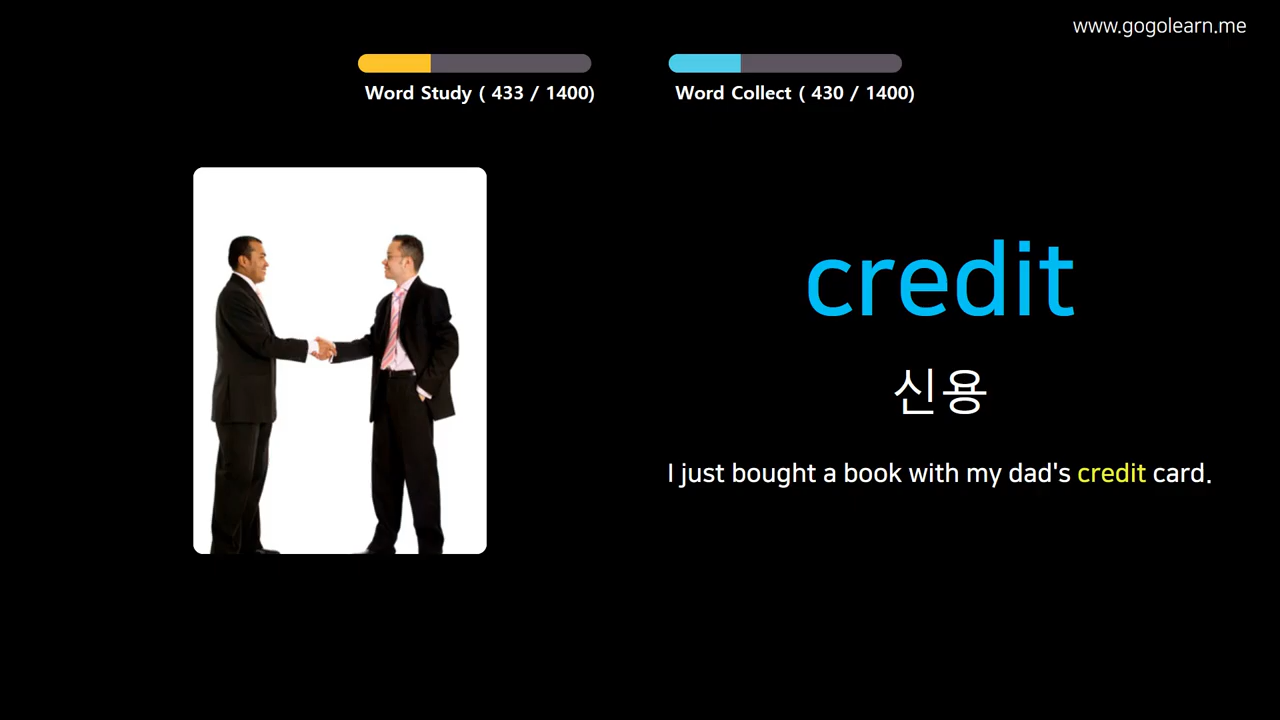 www.gogolearn.me
Word Study ( 433 / 1400)
Word Collect ( 430 / 1400)
credit
신용
I just bought a book with my dad's credit card.